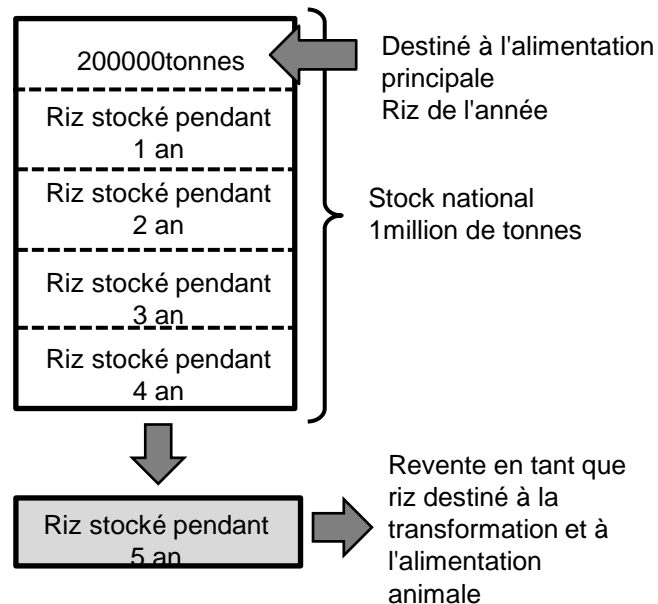 200000tonnes
Destiné à l'alimentation
principale
Riz de l'année
Riz stocké pendant
1 an
Riz stocké pendant
2 an
Stock national
1million de tonnes
Riz stocké pendant
3 an
Riz stocké pendant
4 an
Riz stocké pendant
5 an
Revente en tant que
riz destiné à la
transformation et à
l'alimentation
animale